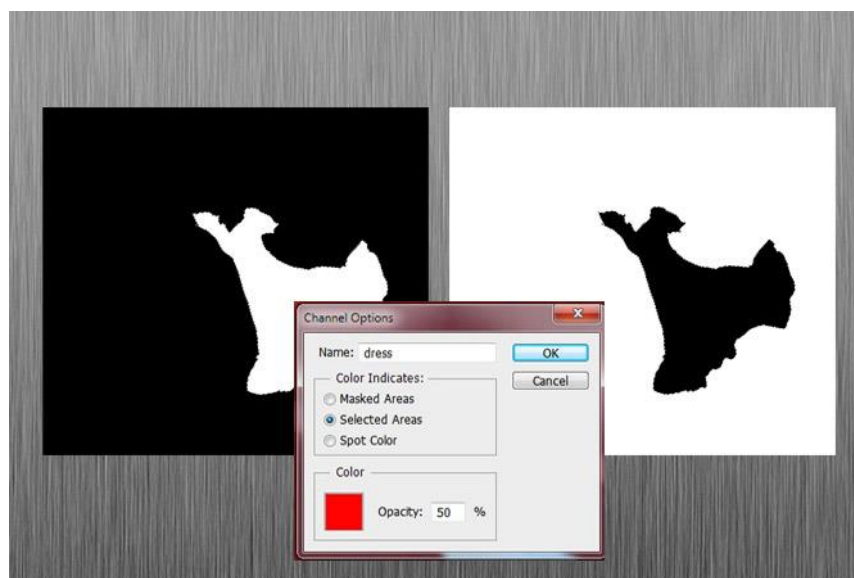 Channel Options
Name: dress
OK
Color Indicates:
Cancel
Masked Areas
Selected Areas
Spot Color
Color
Opacity: 50 %